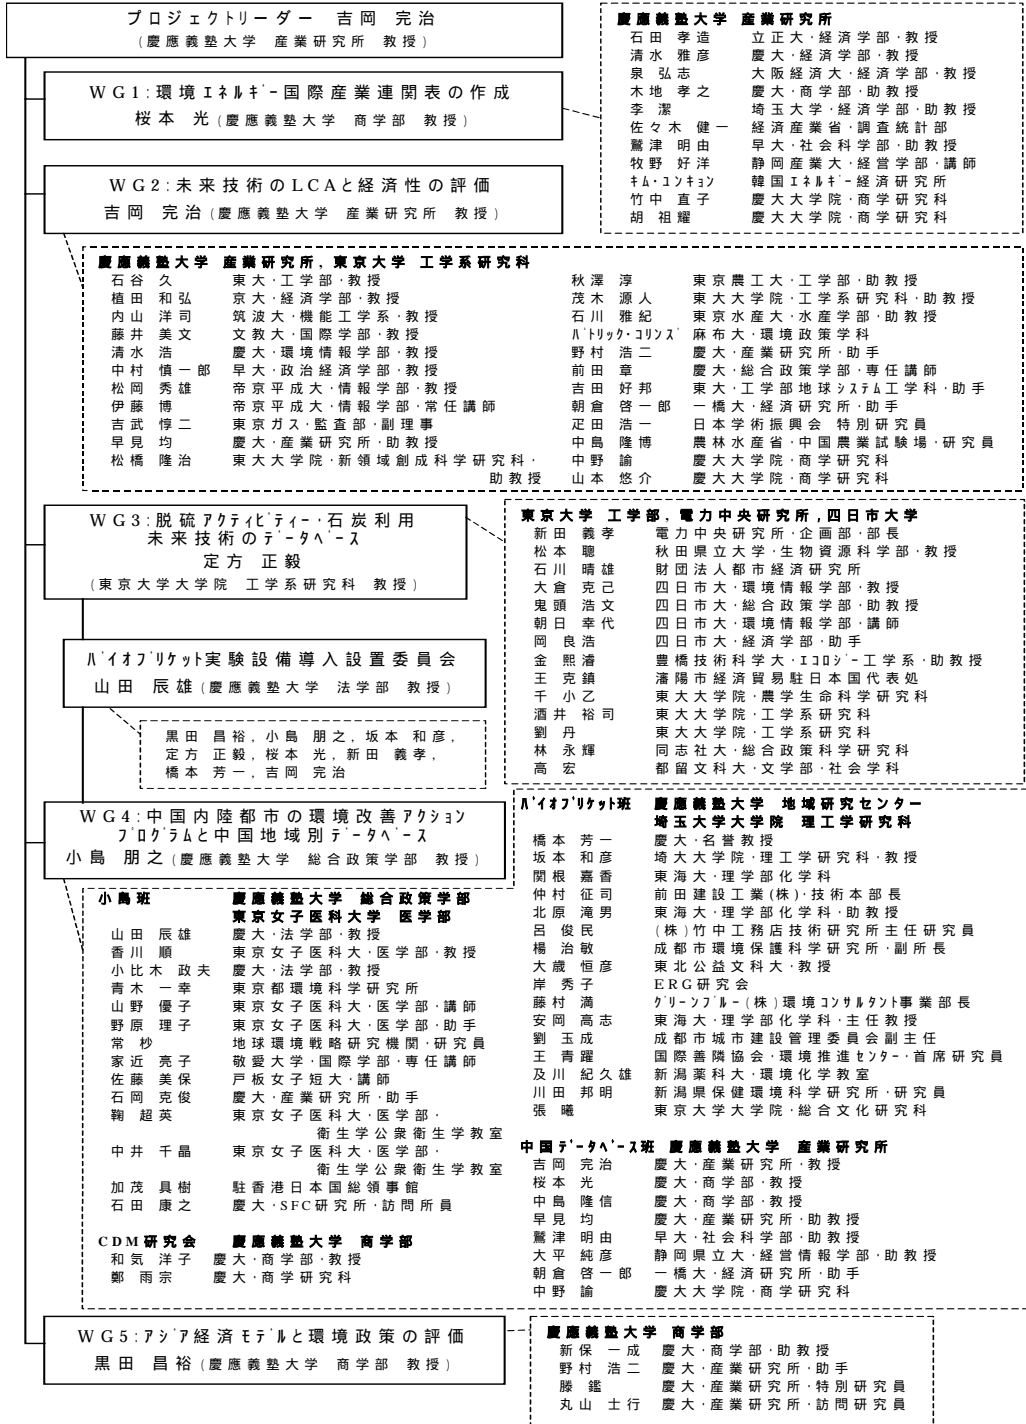 プロジェクトリーダー 吉岡 完治
(慶應義塾大学 産業研究所 教授)
慶應義塾大学 産業研究所
石田 孝造 立正大・経済学部・教授
清水 雅彦 慶大・経済学部・教授
泉 弘志 大阪経済大・経済学部・教授
木地 孝之 慶大・商学部・助教授
李 潔 埼玉大学・経済学部・助教授
佐々木 健一 経済産業省・調査統計部
鷲津 明由 早大・社会科学部・助教授
牧野 好洋 静岡産業大・経営学部・講師
キム・ユンキョン 韓国エネルギー経済研究所
竹中 直子 慶大大学院・商学研究科
胡 祖耀 慶大大学院・商学研究科
WG1:環境エネルギー国際産業連関表の作成
桜本 光(慶應義塾大学 商学部 教授)
WG2:未来技術のLCAと経済性の評価
吉岡 完治(慶應義塾大学 産業研究所 教授)
慶應義塾大学 産業研究所,東京大学 工学系研究科
石谷 久 東大・工学部・教授
植田 和弘 京大・経済学部・教授
内山 洋司 筑波大・機能工学系・教授
藤井 美文 文教大・国際学部・教授
清水 浩 慶大・環境情報学部・教授
中村 慎一郎 早大・政治経済学部・教授
松岡 秀雄 帝京平成大・情報学部・教授
伊藤 博 帝京平成大・情報学部・常任講師
吉武 惇二 東京ガス・監査部・副理事
早見 均 慶大・産業研究所・助教授
松橋 隆治 東大大学院・新領域創成科学研究科・
助教授
秋澤 淳 東京農工大・工学部・助教授
茂木 源人 東大大学院・工学系研究科・助教授
石川 雅紀 東京水産大・水産学部・助教授
パトリック・コリンズ 麻布大・環境政策学科
野村 浩二 慶大・産業研究所・助手
前田 章 慶大・総合政策学部・専任講師
吉田 好邦 東大・工学部地球システム工学科・助手
朝倉 啓一郎 一橋大・経済研究所・助手
疋田 浩一 日本学術振興会 特別研究員
中島 隆博 農林水産省・中国農業試験場・研究員
中野 諭 慶大大学院・商学研究科
山本 悠介 慶大大学院・商学研究科
WG3:脱硫アクティビティー・石炭利用
未来技術のデータベース
定方 正毅
(東京大学大学院 工学系研究科 教授)
東京大学 工学部,電力中央研究所,四日市大学
新田 義孝 電力中央研究所・企画部・部長
松本 聰 秋田県立大学・生物資源科学部・教授
石川 晴雄 財団法人都市経済研究所
大倉 克己 四日市大・環境情報学部・教授
鬼頭 浩文 四日市大・総合政策学部・助教授
朝日 幸代 四日市大・環境情報学部・講師
岡 良浩 四日市大・経済学部・助手
金 熙濬 豊橋技術科学大・エコロジー工学系・助教授
王 克鎮 瀋陽市経済貿易駐日本国代表処
千 小乙 東大大学院・農学生命科学研究科
酒井 裕司 東大大学院・工学系研究科
劉 丹 東大大学院・工学系研究科
林 永輝 同志社大・総合政策科学研究科
高 宏 都留文科大・文学部・社会学科
バイオブリケット実験設備導入設置委員会
山田 辰雄(慶應義塾大学 法学部 教授)
黒田 昌裕,小島 朋之,坂本 和彦,
定方 正毅,桜本 光,新田 義孝,
橋本 芳一,吉岡 完治
WG4:中国内陸都市の環境改善アクション
プログラムと中国地域別データベース
小島 朋之(慶應義塾大学 総合政策学部 教授)
小島班 慶應義塾大学 総合政策学部
東京女子医科大学 医学部
山田 辰雄 慶大・法学部・教授
香川 順 東京女子医科大・医学部・教授
小比木 政夫 慶大・法学部・教授
青木 一幸 東京都環境科学研究所
山野 優子 東京女子医科大・医学部・講師
野原 理子 東京女子医科大・医学部・助手
常 杪 地球環境戦略研究機関・研究員
家近 亮子 敬愛大学・国際学部・専任講師
佐藤 美保 戸板女子短大・講師
石岡 克俊 慶大・産業研究所・助手
鞠 超英 東京女子医科大・医学部・
衛生学公衆衛生学教室
中井 千晶 東京女子医科大・医学部・
衛生学公衆衛生学教室
加茂 具樹 駐香港日本国総領事館
石田 康之 慶大・SFC研究所・訪問所員
CDM研究会 慶應義塾大学 商学部
和気 洋子 慶大・商学部・教授
鄭 雨宗 慶大・商学研究科
バイオブリケット班 慶應義塾大学 地域研究センター
埼玉大学大学院 理工学研究科
橋本 芳一 慶大・名誉教授
坂本 和彦 埼大大学院・理工学研究科・教授
関根 嘉香 東海大・理学部化学科
仲村 征司 前田建設工業(株)・技術本部長
北原 滝男 東海大・理学部化学科・助教授
呂 俊民 (株)竹中工務店技術研究所主任研究員
楊 治敏 成都市環境保護科学研究所・副所長
大歳 恒彦 東北公益文科大・教授
岸 秀子 ERG研究会
藤村 満 グリーンブルー(株)環境コンサルタント事業部長
安岡 高志 東海大・理学部化学科・主任教授
劉 玉成 成都市城市建設管理委員会副主任
王 青躍 国際善隣協会・環境推進センター・首席研究員
及川 紀久雄 新潟薬科大・環境化学教室
川田 邦明 新潟県保健環境科学研究所・研究員
張 曦 東京大学大学院・総合文化研究科
中国データベース班 慶應義塾大学 産業研究所
吉岡 完治 慶大・産業研究所・教授
桜本 光 慶大・商学部・教授
中島 隆信 慶大・商学部・教授
早見 均 慶大・産業研究所・助教授
鷲津 明由 早大・社会科学部・助教授
大平 純彦 静岡県立大・経営情報学部・助教授
朝倉 啓一郎 一橋大・経済研究所・助手
中野 諭 慶大大学院・商学研究科
WG5:アジア経済モデルと環境政策の評価
黒田 昌裕(慶應義塾大学 商学部 教授)
慶應義塾大学 商学部
新保 一成 慶大・商学部・助教授
野村 浩二 慶大・産業研究所・助手
滕 鑑 慶大・産業研究所・特別研究員
丸山 士行 慶大・産業研究所・訪問研究員